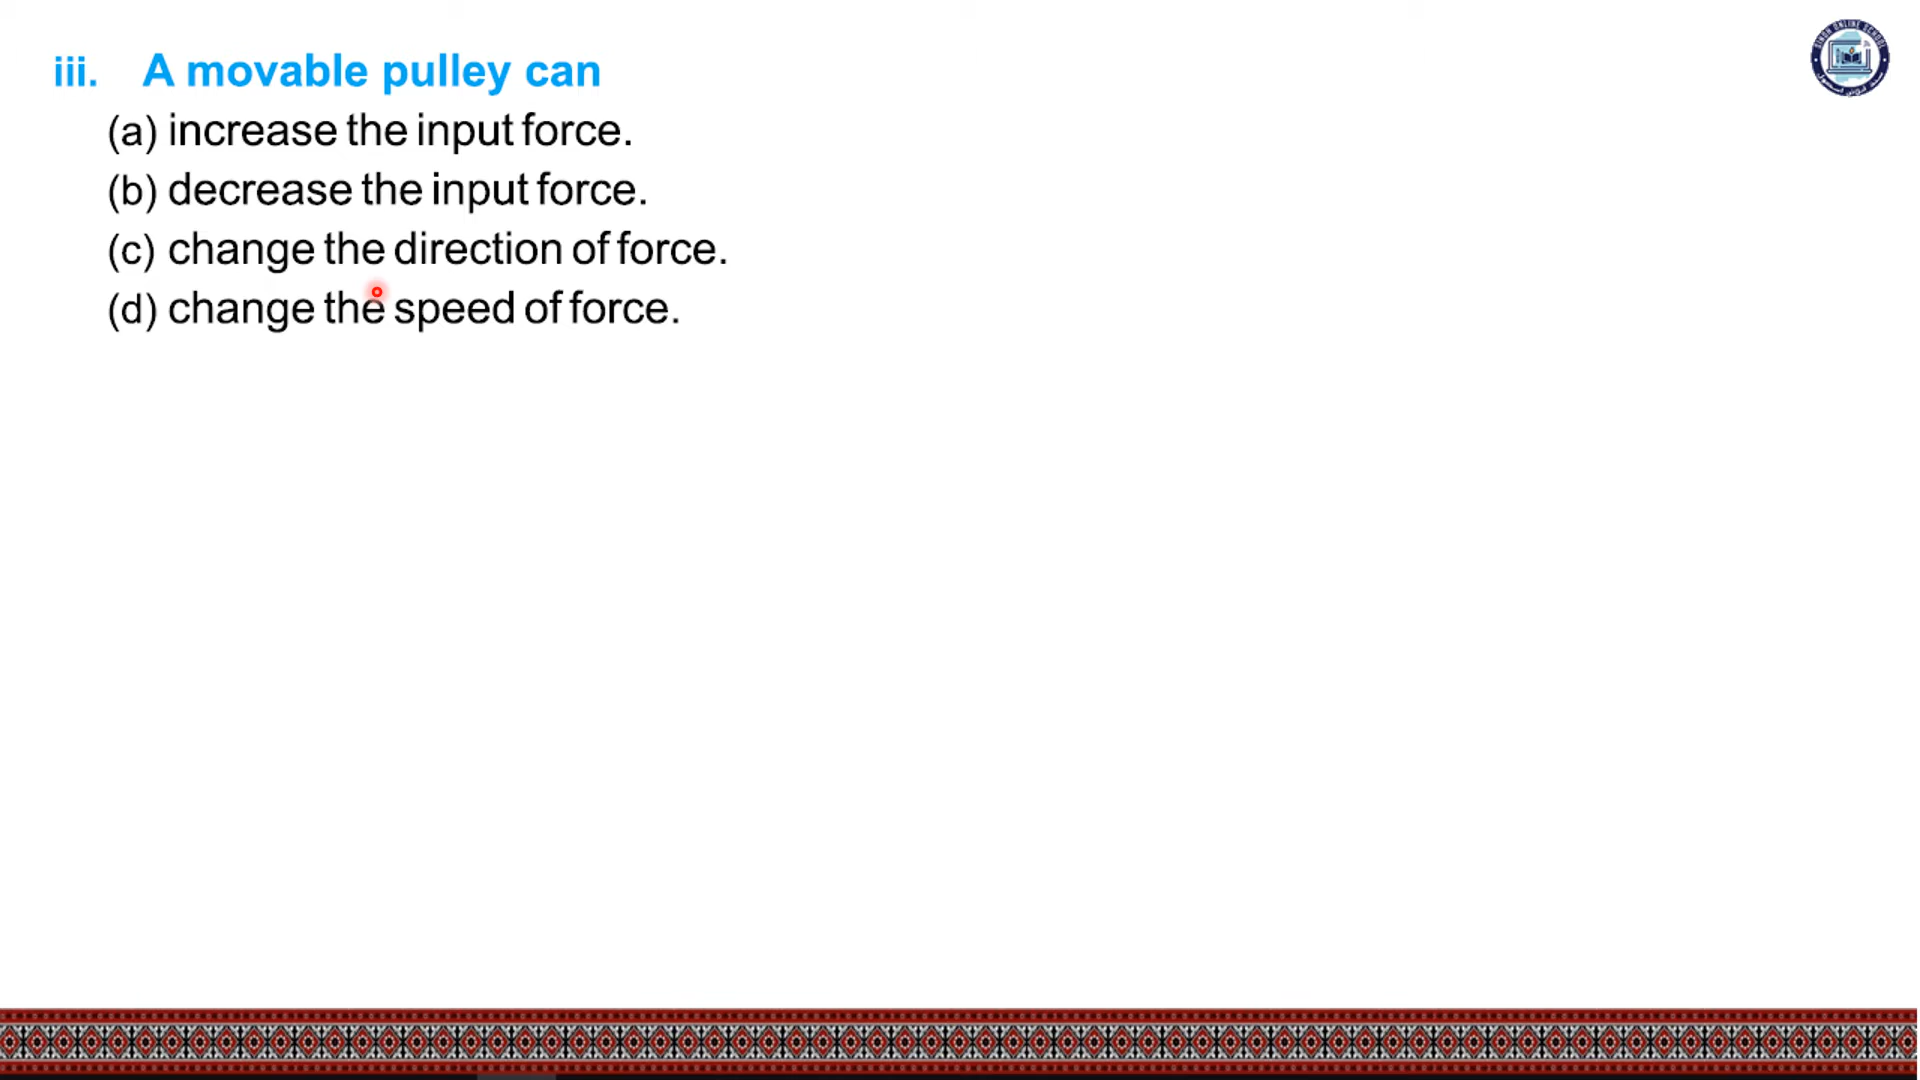 iii. A movable pulley can
(a) increase the input force.
(b) decrease the input force.
(c) change the direction of force.
(d) change the speed of force.